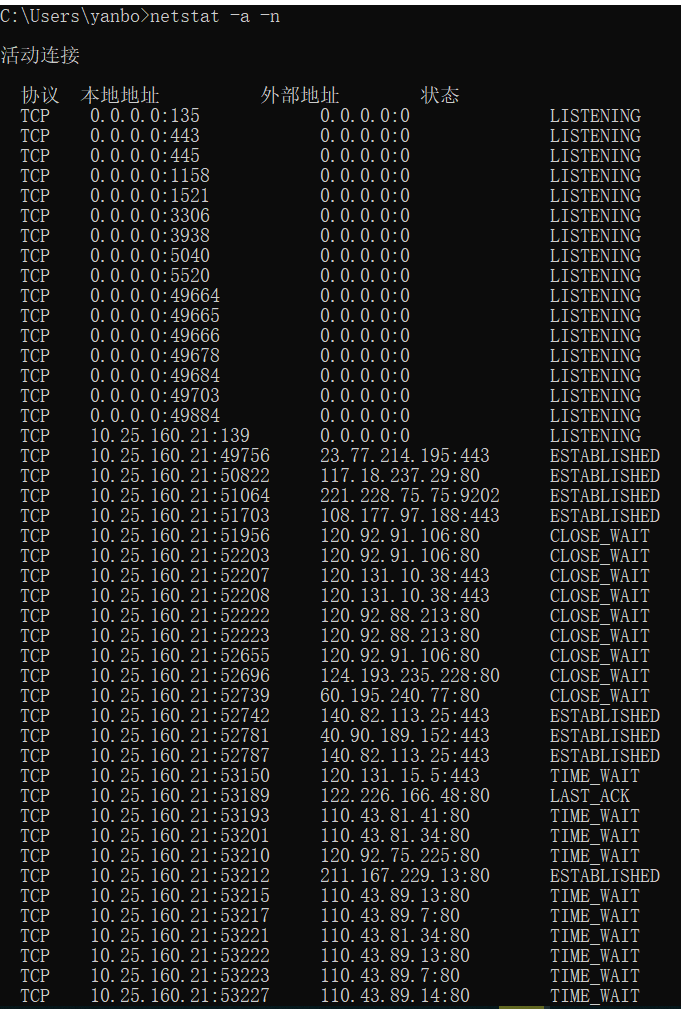 C:\Users\yanbo>netstat -a -n
活动连接
协议 本地地址 外部地址 状态
TCP 0.0.0.0:135 0.0.0.0:0 LISTENING
TCP 0.0.0.0:443 0.0.0.0:0 LISTENING
TCP 0.0.0.0:445 0.0.0.0:0 LISTENING
TCP 0.0.0.0:1158 0.0.0.0:0 LISTENING
TCP 0.0.0.0:1521 0.0.0.0:0 LISTENING
TCP 0.0.0.0:3306 0.0.0.0:0 LISTENING
TCP 0.0.0.0:3938 0.0.0.0:0 LISTENING
TCP 0.0.0.0:5040 0.0.0.0:0 LISTENING
TCP 0.0.0.0:5520 0.0.0.0:0 LISTENING
TCP 0.0.0.0:49664 0.0.0.0:0 LISTENING
TCP 0.0.0.0:49665 0.0.0.0:0 LISTENING
TCP 0.0.0.0:49666 0.0.0.0:0 LISTENING
TCP 0.0.0.0:49678 0.0.0.0:0 LISTENING
TCP 0.0.0.0:49684 0.0.0.0:0 LISTENING
TCP 0.0.0.0:49703 0.0.0.0:0 LISTENING
TCP 0.0.0.0:49884 0.0.0.0:0 LISTENING
TCP 10.25.160.21:139 0.0.0.0:0 LISTENING
TCP 10.25.160.21:49756 23.77.214.195:443 ESTABLISHED
TCP 10.25.160.21:50822 117.18.237.29:80 ESTABLISHED
TCP 10.25.160.21:51064 221.228.75.75:9202 ESTABLISHED
TCP 10.25.160.21:51703 108.177.97.188:443 ESTABLISHED
TCP 10.25.160.21:51956 120.92.91.106:80 CLOSE_WAIT
TCP 10.25.160.21:52203 120.92.91.106:80 CLOSE_WAIT
TCP 10.25.160.21:52207 120.131.10.38:443 CLOSE_WAIT
TCP 10.25.160.21:52208 120.131.10.38:443 CLOSE_WAIT
TCP 10.25.160.21:52222 120.92.88.213:80 CLOSE_WAIT
TCP 10.25.160.21:52223 120.92.88.213:80 CLOSE_WAIT
TCP 10.25.160.21:52655 120.92.91.106:80 CLOSE_WAIT
TCP 10.25.160.21:52696 124.193.235.228:80 CLOSE_WAIT
TCP 10.25.160.21:52739 60.195.240.77:80 CLOSE_WAIT
TCP 10.25.160.21:52742 140.82.113.25:443 ESTABLISHED
TCP 10.25.160.21:52781 40.90.189.152:443 ESTABLISHED
TCP 10.25.160.21:52787 140.82.113.25:443 ESTABLISHED
TCP 10.25.160.21:53150 120.131.15.5:443 TIME_WAIT
TCP 10.25.160.21:53189 122.226.166.48:80 LAST_ACK
TCP 10.25.160.21:53193 110.43.81.41:80 TIME_WAIT
TCP 10.25.160.21:53201 110.43.81.34:80 TIME_WAIT
TCP 10.25.160.21:53210 120.92.75.225:80 TIME_WAIT
TCP 10.25.160.21:53212 211.167.229.13:80 ESTABLISHED
TCP 10.25.160.21:53215 110.43.89.13:80 TIME_WAIT
TCP 10.25.160.21:53217 110.43.89.7:80 TIME_WAIT
TCP 10.25.160.21:53221 110.43.81.34:80 TIME_WAIT
TCP 10.25.160.21:53222 110.43.89.13:80 TIME_WAIT
TCP 10.25.160.21:53223 110.43.89.7:80 TIME_WAIT
TCP 10.25.160.21:53227 110.43.89.14:80 TIME_WAIT